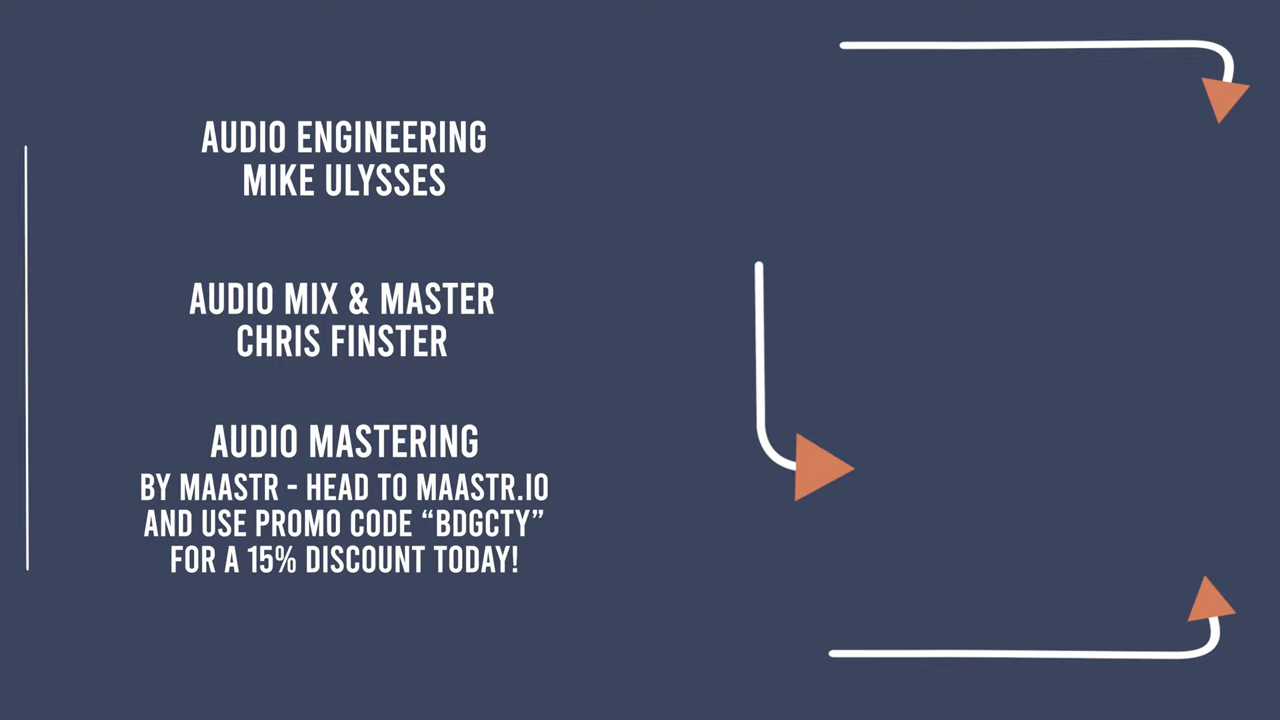 AUDIO ENGINEERING
MIKE ULYSSES
AUDIO MIX & MASTER
CHRIS FINSTER
AUDIO MASTERING
BY MAASTR - HEAD TO MAASTR.IO
AND USE PROMO CODE “BDGCTY”
FOR A 15% DISCOUNT TODAY!